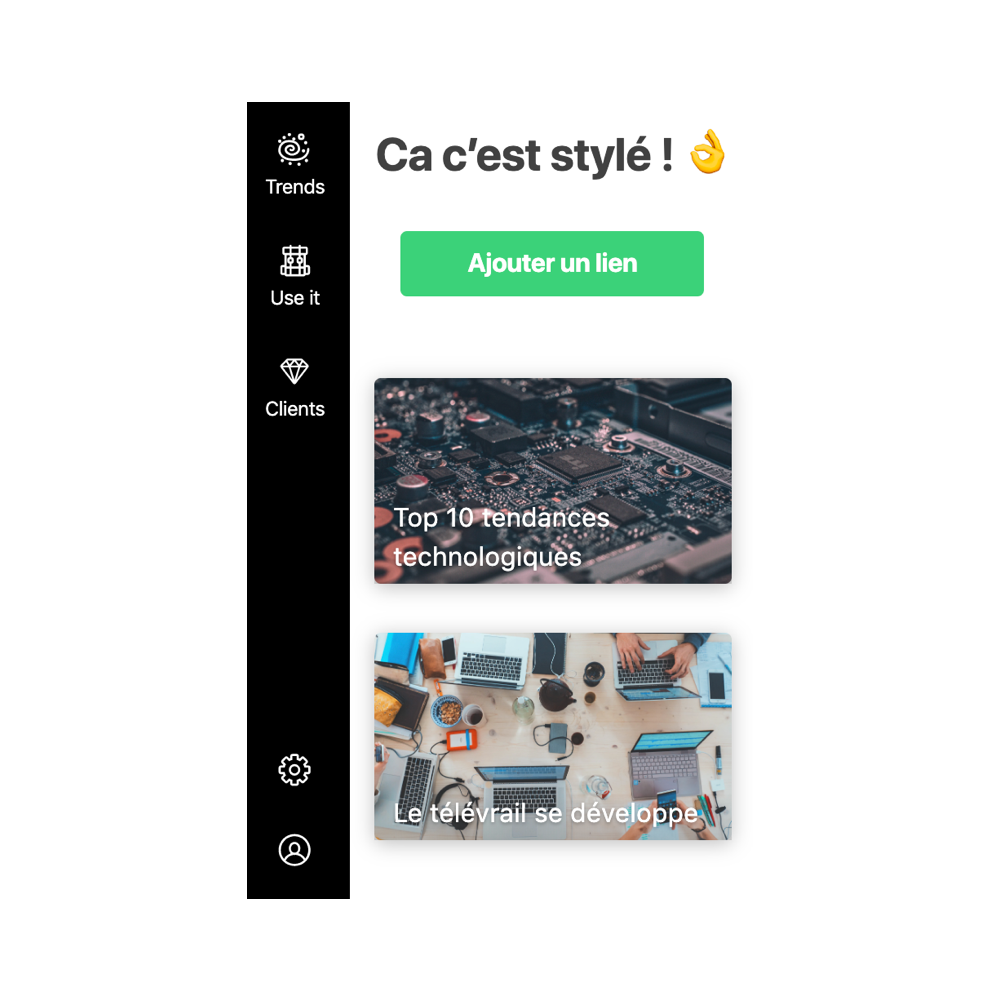 Trends
Use it
Clients
Ca c’est stylé ! 👌
Ajouter un lien
Top 10 tendances
technologiques
Le télévrail se développe